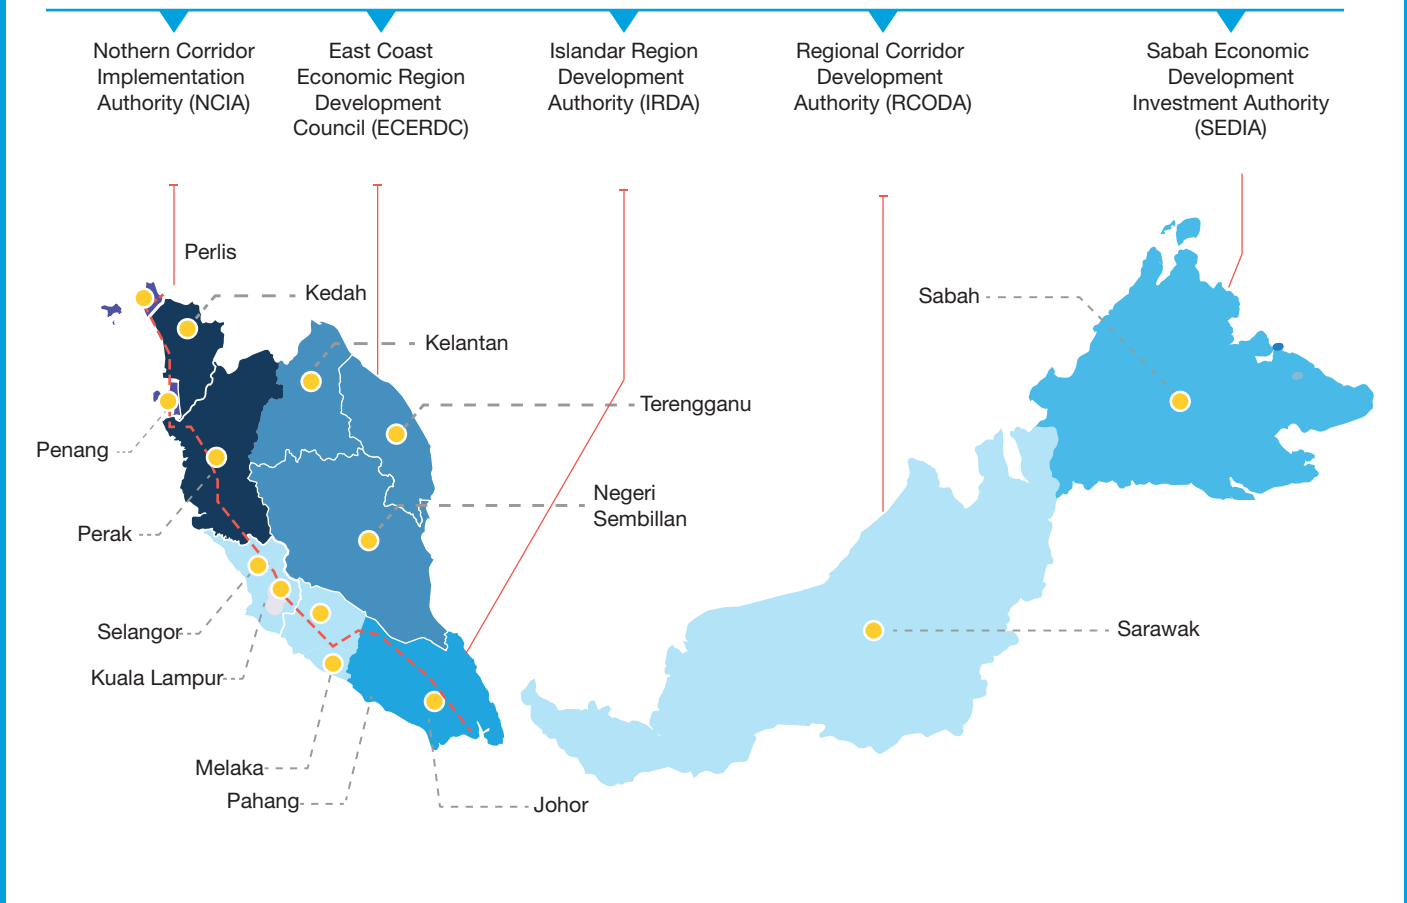 Nothern Corridor
Implementation
Authority (NCIA)
East Coast
Economic Region
Development
Council (ECERDC)
Islandar Region
Development
Authority (IRDA)
Regional Corridor
Development
Authority (RCODA)
Sabah Economic
Development
Investment Authority
(SEDIA)
Perlis
Kedah
Kelantan
Terengganu
Negeri
Sembillan
Penang
Perak
Selangor
Kuala Lampur
Melaka
Pahang
Johor
Sabah
Sarawak